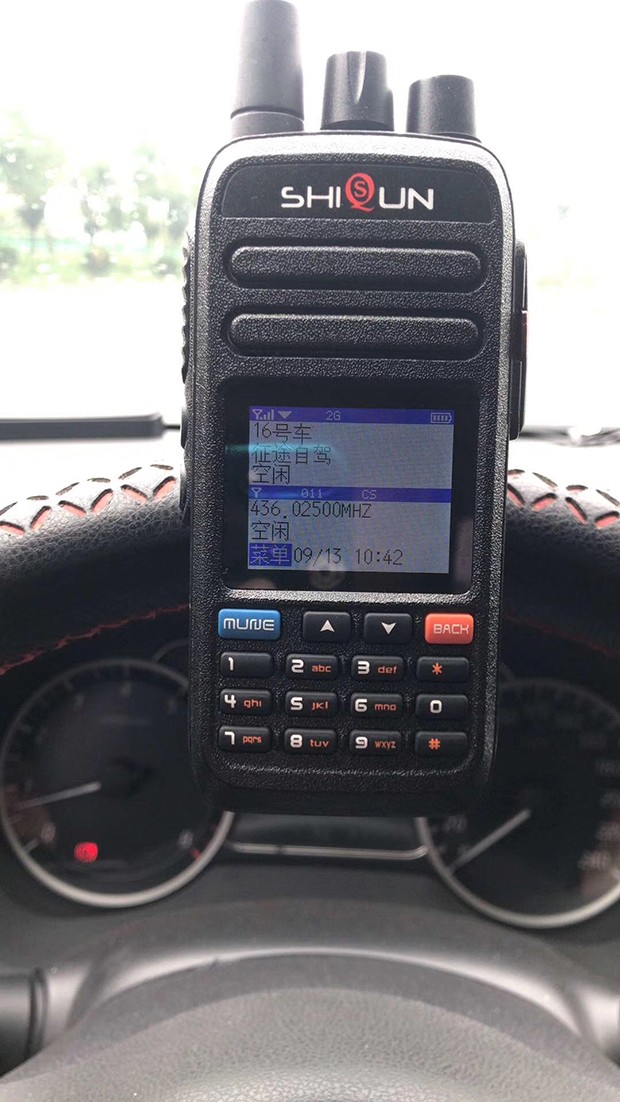 SHIQUN
2G
16号车
征途自驾
空闲
011 CS
436.02500MHZ
空闲
菜单 09/13 10:42
MUNE BACK
1 2 abc 3 def *
4 ghi 5 jkl 6 mno 0
7 pqrs 8 tuv 9 wxyz #